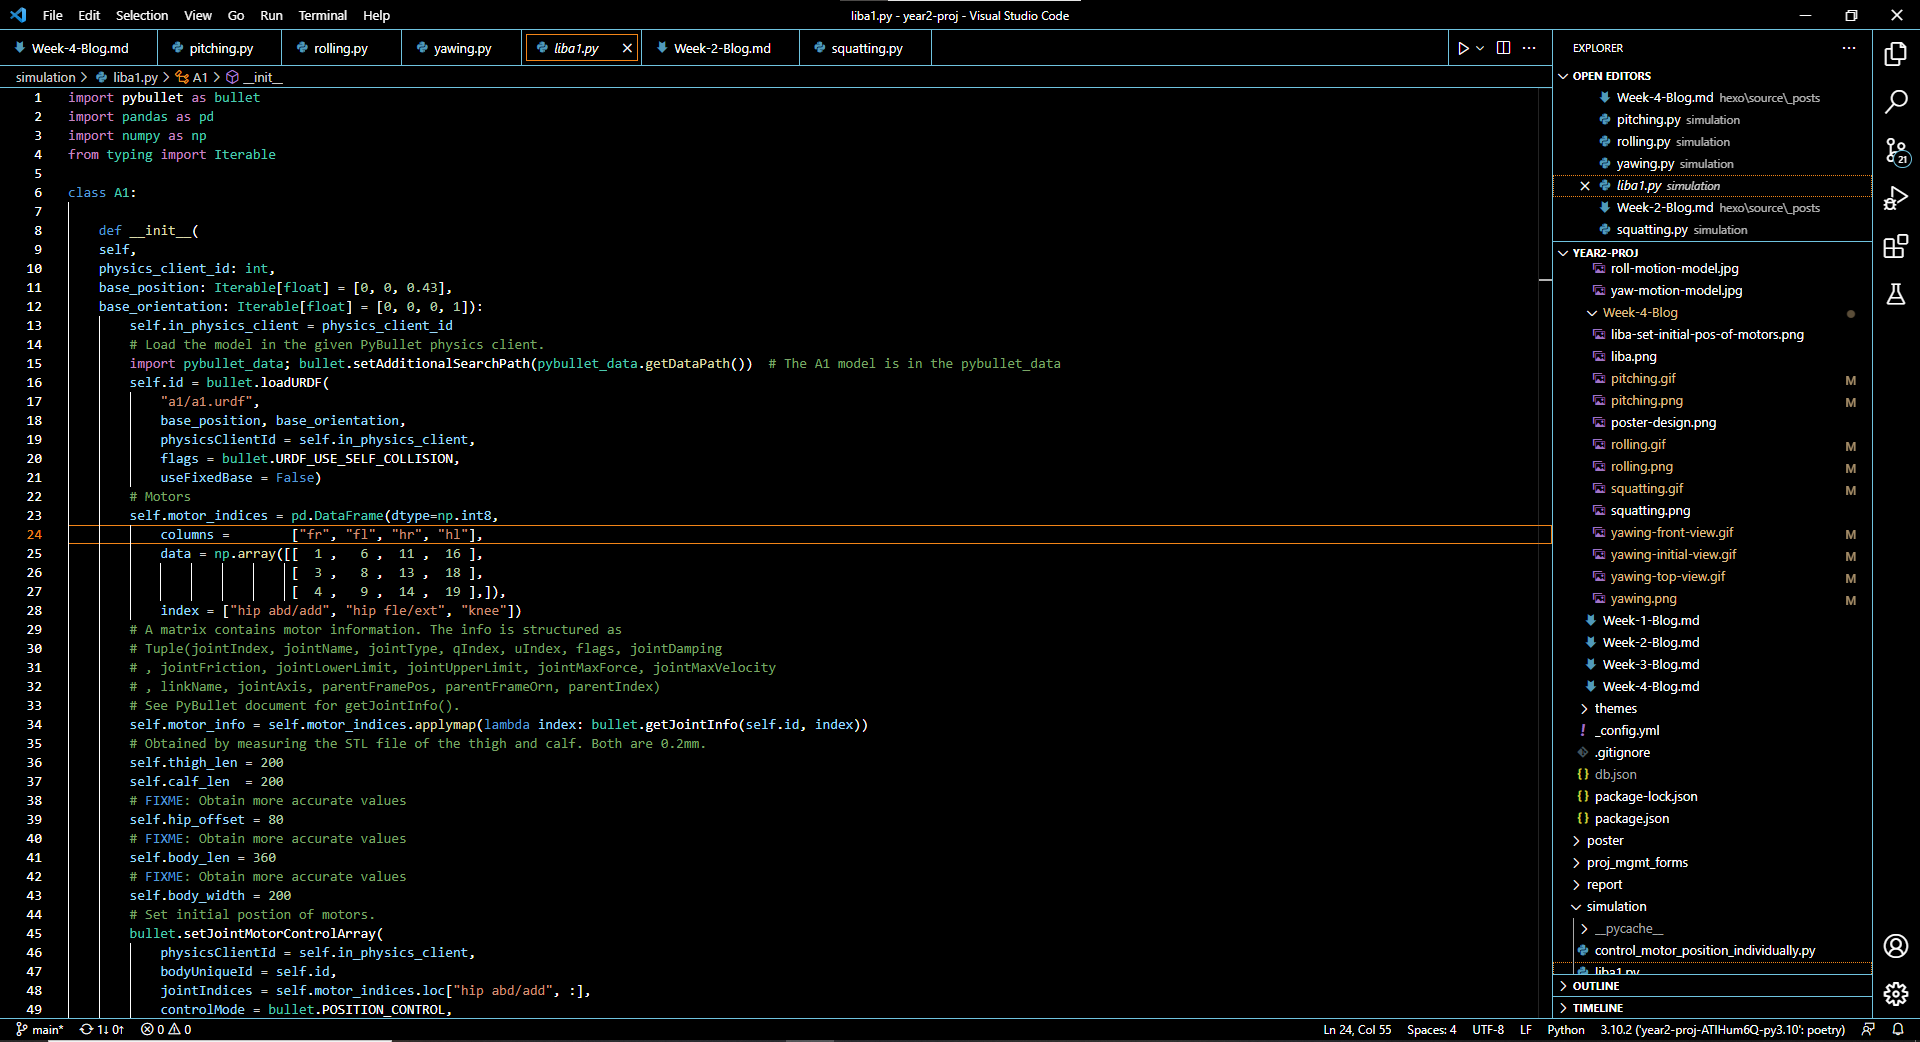 File Edit Selection View Go Run Terminal Help
liba1.py - year2-proj - Visual Studio Code
Week-4-Blog.md pitching.py rolling.py yawing.py liba1.py Week-2-Blog.md squatting.py
simulation > liba1.py > A1 > __init__
1 import pybullet as bullet
2 import pandas as pd
3 import numpy as np
4 from typing import Iterable
5
6 class A1:
7
8 def __init__(
9 self,
10 physics_client_id: int,
11 base_position: Iterable[float] = [0, 0, 0.43],
12 base_orientation: Iterable[float] = [0, 0, 0, 1]):
13 self.in_physics_client = physics_client_id
14 # Load the model in the given PyBullet physics client.
15 import pybullet_data; bullet.setAdditionalSearchPath(pybullet_data.getDataPath()) # The A1 model is in the pybullet_data
16 self.id = bullet.loadURDF(
17 "a1/a1.urdf",
18 base_position, base_orientation,
19 physicsClientId = self.in_physics_client,
20 flags = bullet.URDF_USE_SELF_COLLISION,
21 useFixedBase = False)
22 # Motors
23 self.motor_indices = pd.DataFrame(dtype=np.int8,
24 columns = ["fr", "fl", "hr", "hl"],
25 data = np.array([[ 1 , 6 , 11 , 16 ],
26 [ 3 , 8 , 13 , 18 ],
27 [ 4 , 9 , 14 , 19 ],]),
28 index = ["hip abd/add", "hip fle/ext", "knee"])
29 # A matrix contains motor information. The info is structured as
30 # Tuple(jointIndex, jointName, jointType, qIndex, uIndex, flags, jointDamping
31 # , jointFriction, jointLowerLimit, jointUpperLimit, jointMaxForce, jointMaxVelocity
32 # , linkName, jointAxis, parentFramePos, parentFrameOrn, parentIndex)
33 # See PyBullet document for getJointInfo().
34 self.motor_info = self.motor_indices.applymap(lambda index: bullet.getJointInfo(self.id, index))
35 # Obtained by measuring the STL file of the thigh and calf. Both are 0.2mm.
36 self.thigh_len = 200
37 self.calf_len = 200
38 # FIXME: Obtain more accurate values
39 self.hip_offset = 80
40 # FIXME: Obtain more accurate values
41 self.body_len = 360
42 # FIXME: Obtain more accurate values
43 self.body_width = 200
44 # Set initial postion of motors.
45 bullet.setJointMotorControlArray(
46 physicsClientId = self.in_physics_client,
47 bodyUniqueId = self.id,
48 jointIndices = self.motor_indices.loc["hip abd/add", :],
49 controlMode = bullet.POSITION_CONTROL,
EXPLORER
OPEN EDITORS
Week-4-Blog.md hexo\source\_posts
pitching.py simulation
rolling.py simulation
yawing.py simulation
liba1.py simulation
Week-2-Blog.md hexo\source\_posts
squatting.py simulation
YEAR2-PROJ
roll-motion-model.jpg
yaw-motion-model.jpg
Week-4-Blog
liba-set-initial-pos-of-motors.png
liba.png
pitching.gif M
pitching.png M
poster-design.png
rolling.gif M
rolling.png M
squatting.gif M
squatting.png
yawing-front-view.gif M
yawing-initial-view.gif M
yawing-top-view.gif M
yawing.png M
Week-1-Blog.md
Week-2-Blog.md
Week-3-Blog.md
Week-4-Blog.md
themes
_config.yml
.gitignore
db.json
package-lock.json
package.json
poster
proj_mgmt_forms
report
simulation
__pycache__
control_motor_position_individually.py
liba1.py
OUTLINE
TIMELINE
21
main* 1↓ 0↑ 0 0
Ln 24, Col 55 Spaces: 4 UTF-8 LF Python 3.10.2 ('year2-proj-ATIHum6Q-py3.10': poetry)